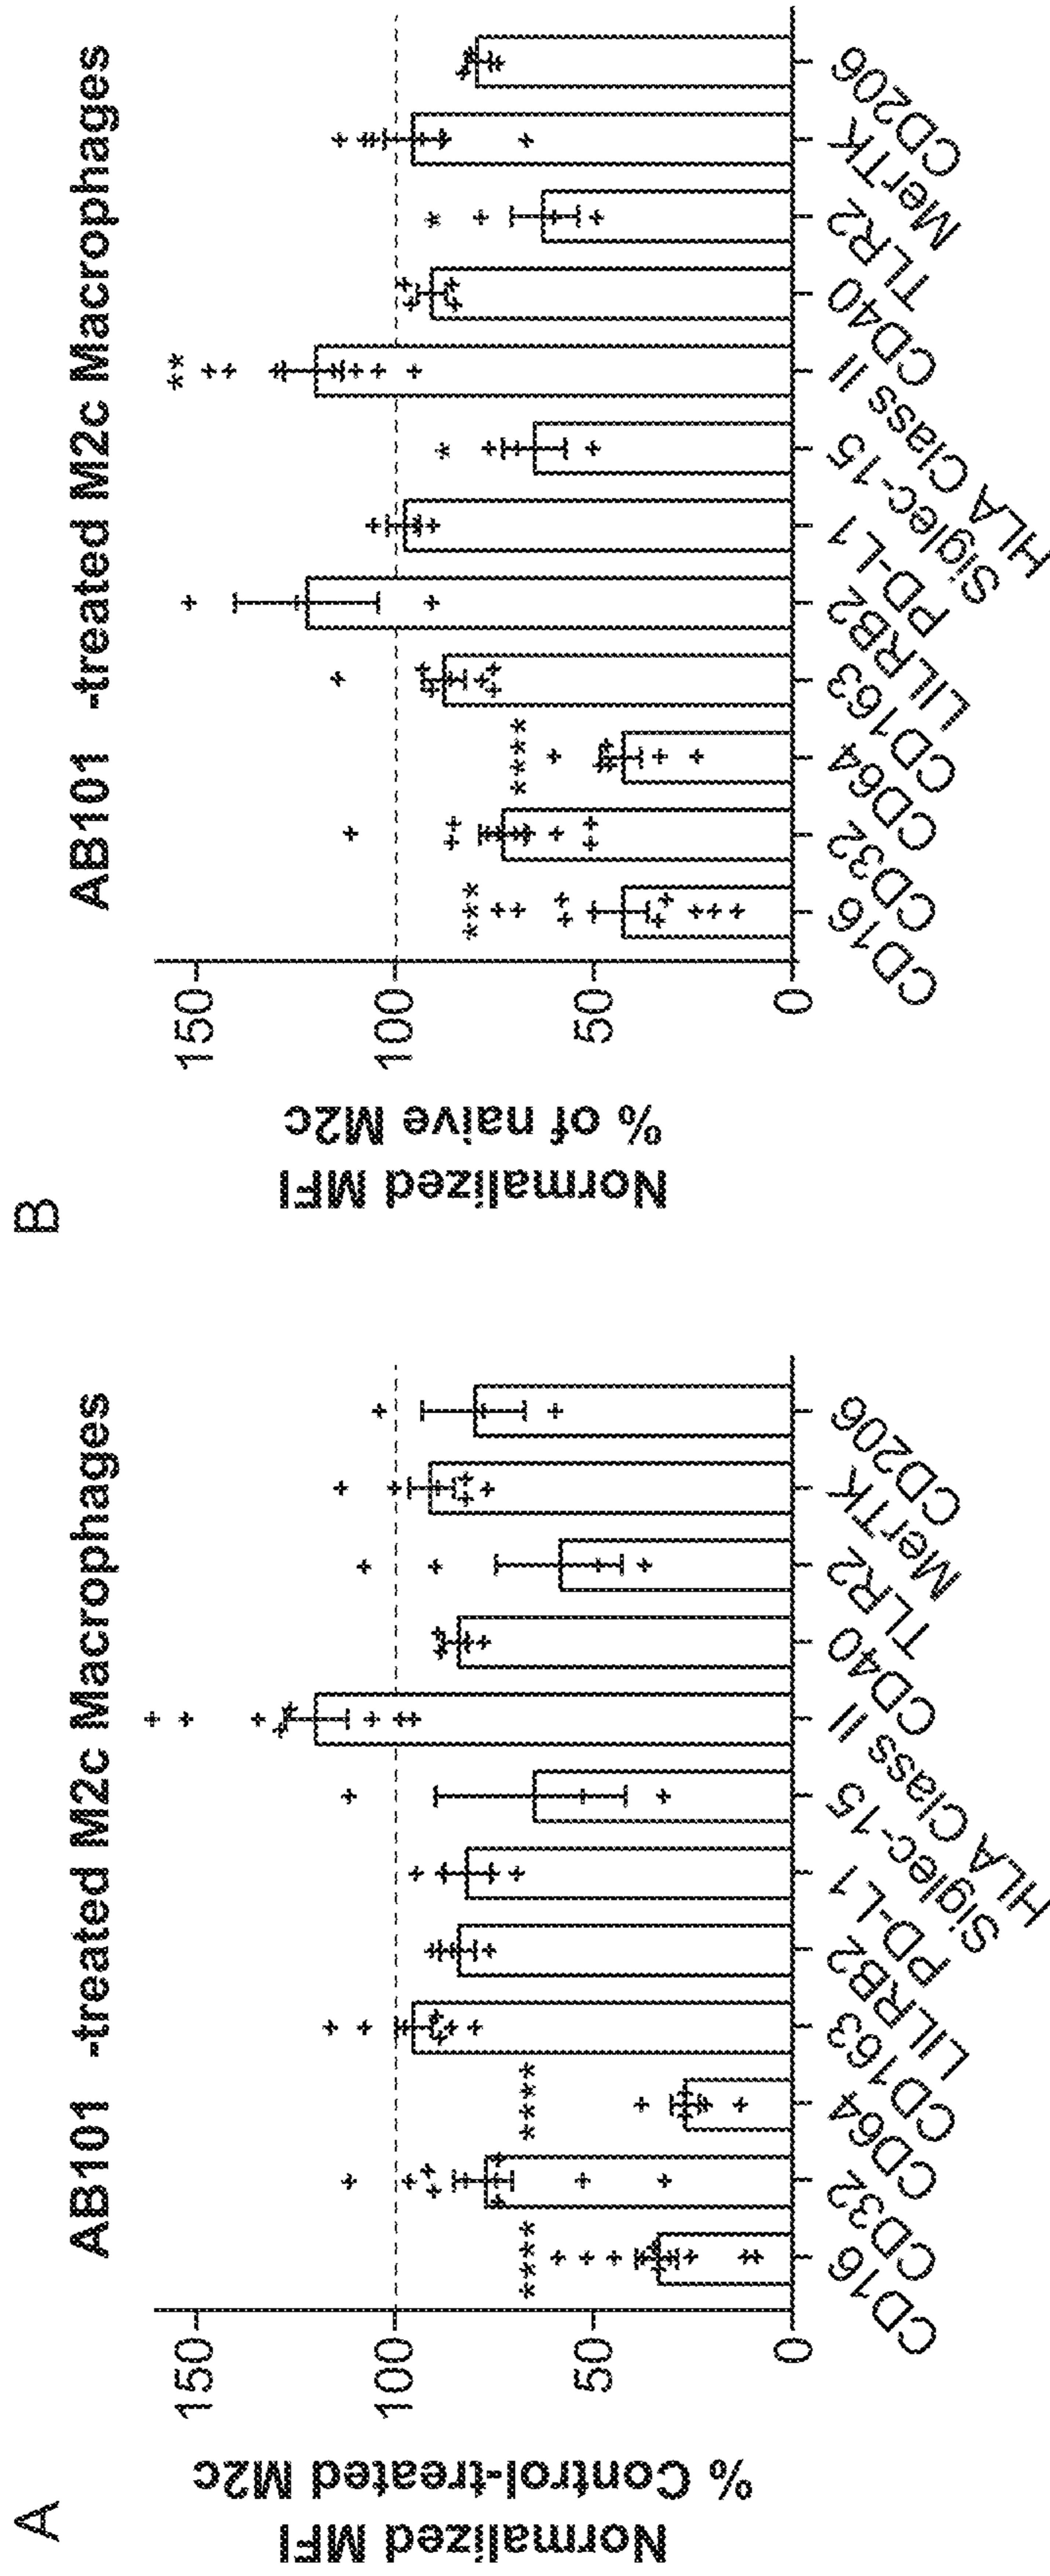 A
AB101 -treated M2c Macrophages
Normalized MFI
% Control-treated M2c
150
100
50
0
****
****
CD16
CD32
CD64
CD163
LILRB2
PD-L1
Siglec-15
HLA Class II
CD40
TLR2
MerTK
CD206
B
AB101 -treated M2c Macrophages
Normalized MFI
% of naive M2c
150
100
50
0
***
****
*
**
*
CD16
CD32
CD64
CD163
LILRB2
PD-L1
Siglec-15
HLA Class II
CD40
TLR2
MerTK
CD206